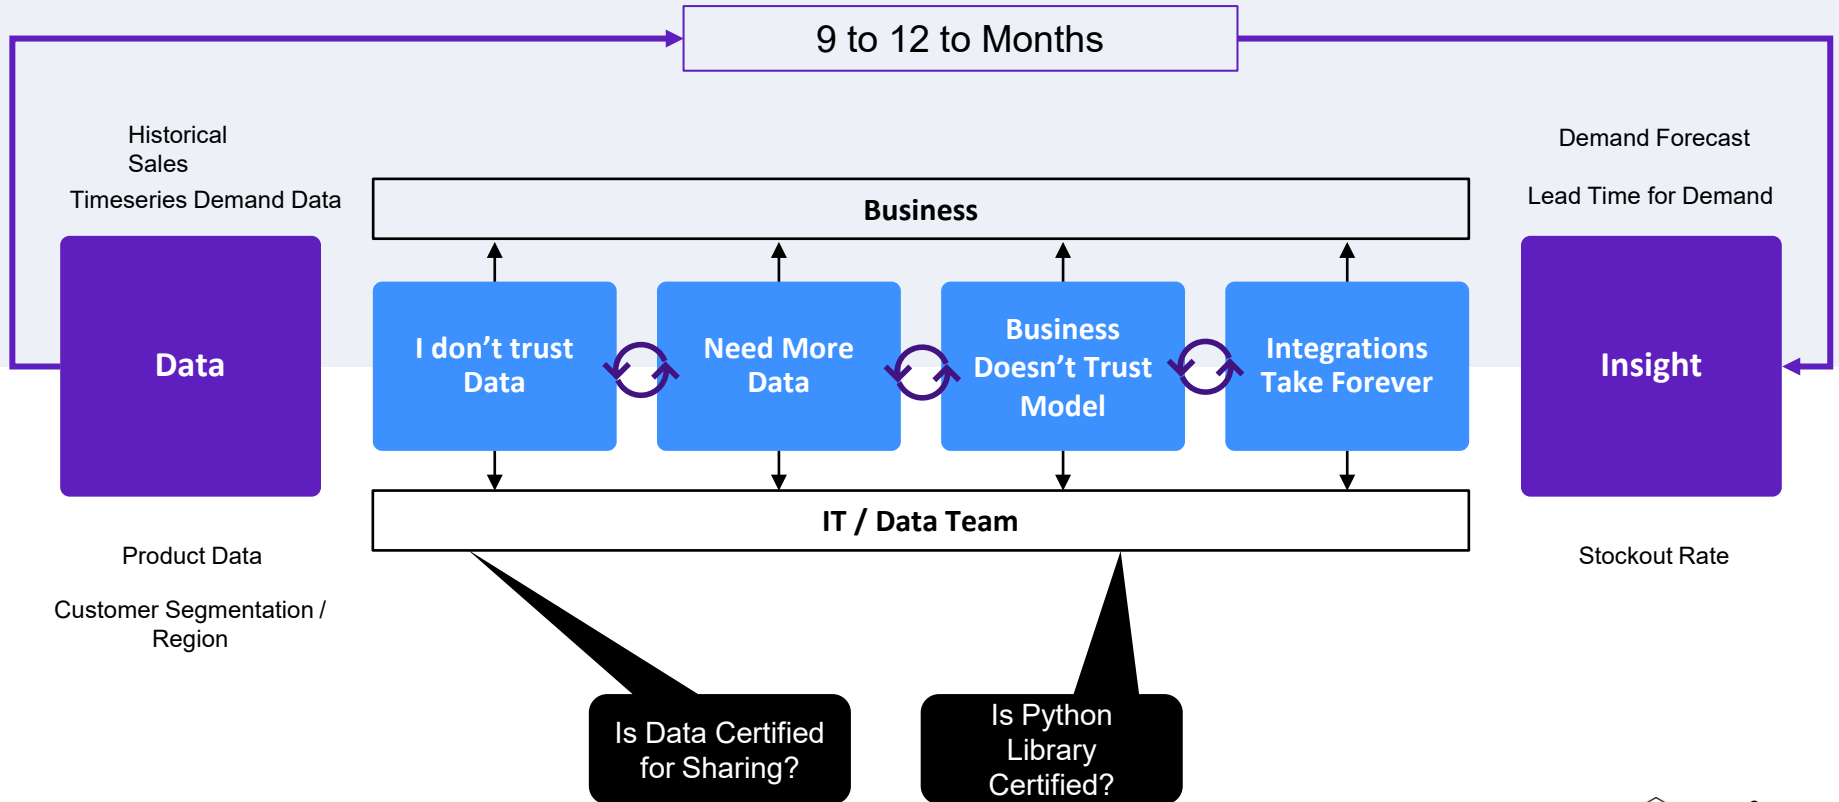 9 to 12 to Months
Historical
Sales
Timeseries Demand Data
Demand Forecast
Lead Time for Demand
Business
Data
I don’t trust
Data
Need More
Data
Business
Doesn’t Trust
Model
Integrations
Take Forever
Insight
IT / Data Team
Product Data
Customer Segmentation /
Region
Stockout Rate
Is Data Certified
for Sharing?
Is Python
Library
Certified?